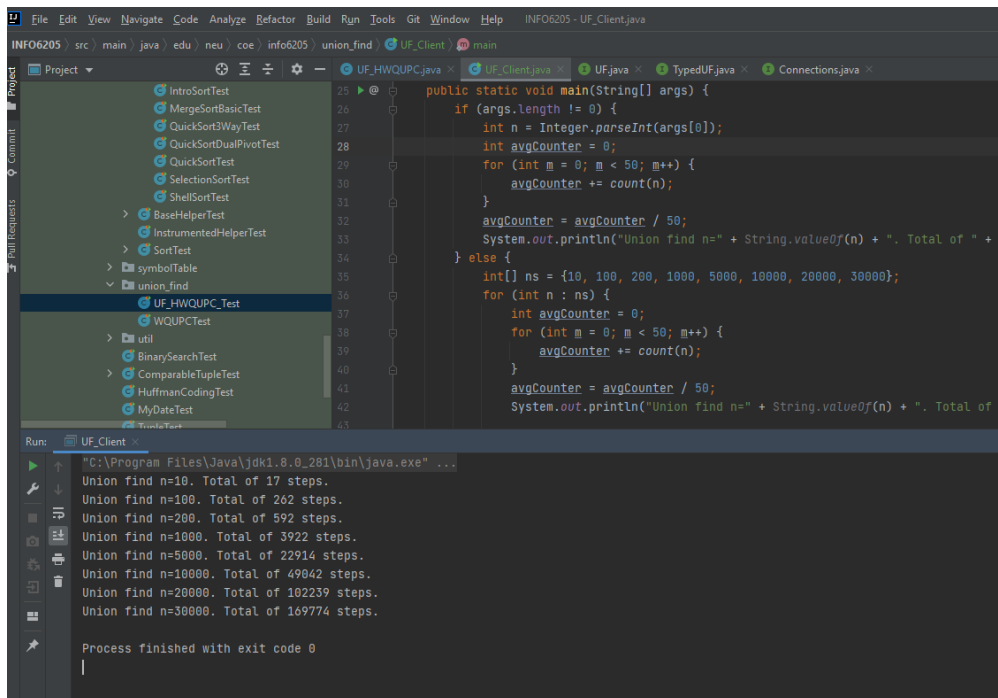 File Edit View Navigate Code Analyze Refactor Build Run Tools Git Window Help INFO6205 - UF_Client.java
INFO6205 src main java edu neu coe info6205 union_find UF_Client main
Project UF_HWQUPC.java UF_Client.java UF.java TypedUF.java Connections.java
Project
Commit
Pull Requests
IntroSortTest
MergeSortBasicTest
QuickSort3WayTest
QuickSortDualPivotTest
QuickSortTest
SelectionSortTest
ShellSortTest
BaseHelperTest
InstrumentedHelperTest
SortTest
symbolTable
union_find
UF_HWQUPC_Test
WQUPCTest
util
BinarySearchTest
ComparableTupleTest
HuffmanCodingTest
MyDateTest
TupleTest
25 public static void main(String[] args) {
26 if (args.length != 0) {
27 int n = Integer.parseInt(args[0]);
28 int avgCounter = 0;
29 for (int m = 0; m < 50; m++) {
30 avgCounter += count(n);
31 }
32 avgCounter = avgCounter / 50;
33 System.out.println("Union find n=" + String.valueOf(n) + ". Total of " +
34 } else {
35 int[] ns = {10, 100, 200, 1000, 5000, 10000, 20000, 30000};
36 for (int n : ns) {
37 int avgCounter = 0;
38 for (int m = 0; m < 50; m++) {
39 avgCounter += count(n);
40 }
41 avgCounter = avgCounter / 50;
42 System.out.println("Union find n=" + String.valueOf(n) + ". Total of
43
Run: UF_Client
"C:\Program Files\Java\jdk1.8.0_281\bin\java.exe" ...
Union find n=10. Total of 17 steps.
Union find n=100. Total of 262 steps.
Union find n=200. Total of 592 steps.
Union find n=1000. Total of 3922 steps.
Union find n=5000. Total of 22914 steps.
Union find n=10000. Total of 49042 steps.
Union find n=20000. Total of 102239 steps.
Union find n=30000. Total of 169774 steps.
Process finished with exit code 0